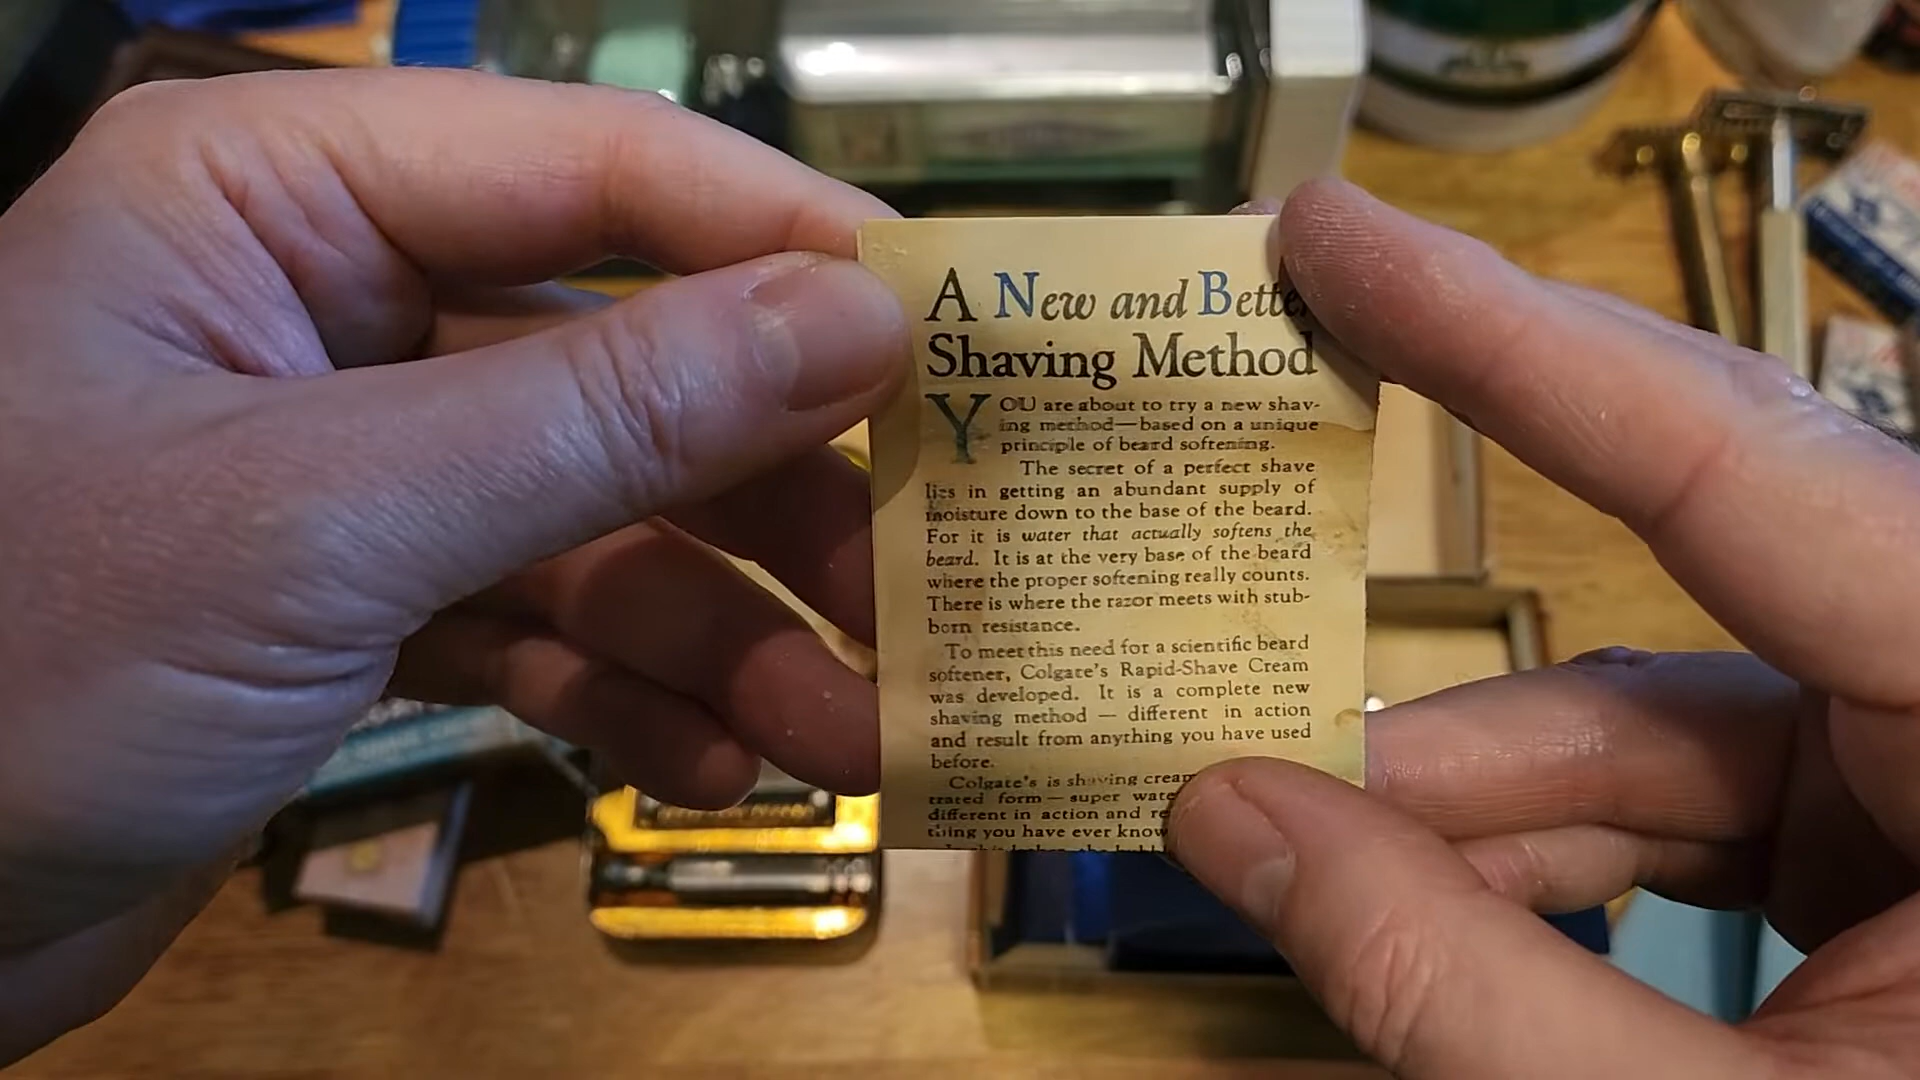 A New and Bette
Shaving Method
YOU are about to try a new shav-
ing method—based on a unique
principle of beard softening.
The secret of a perfect shave
lies in getting an abundant supply of
moisture down to the base of the beard.
For it is water that actually softens the
beard. It is at the very base of the beard
where the proper softening really counts.
There is where the razor meets with stub-
born resistance.
To meet this need for a scientific beard
softener, Colgate's Rapid-Shave Cream
was developed. It is a complete new
shaving method — different in action
and result from anything you have used
before.
Colgate's is shaving cream
trated form — super wate
different in action and re
thing you have ever know